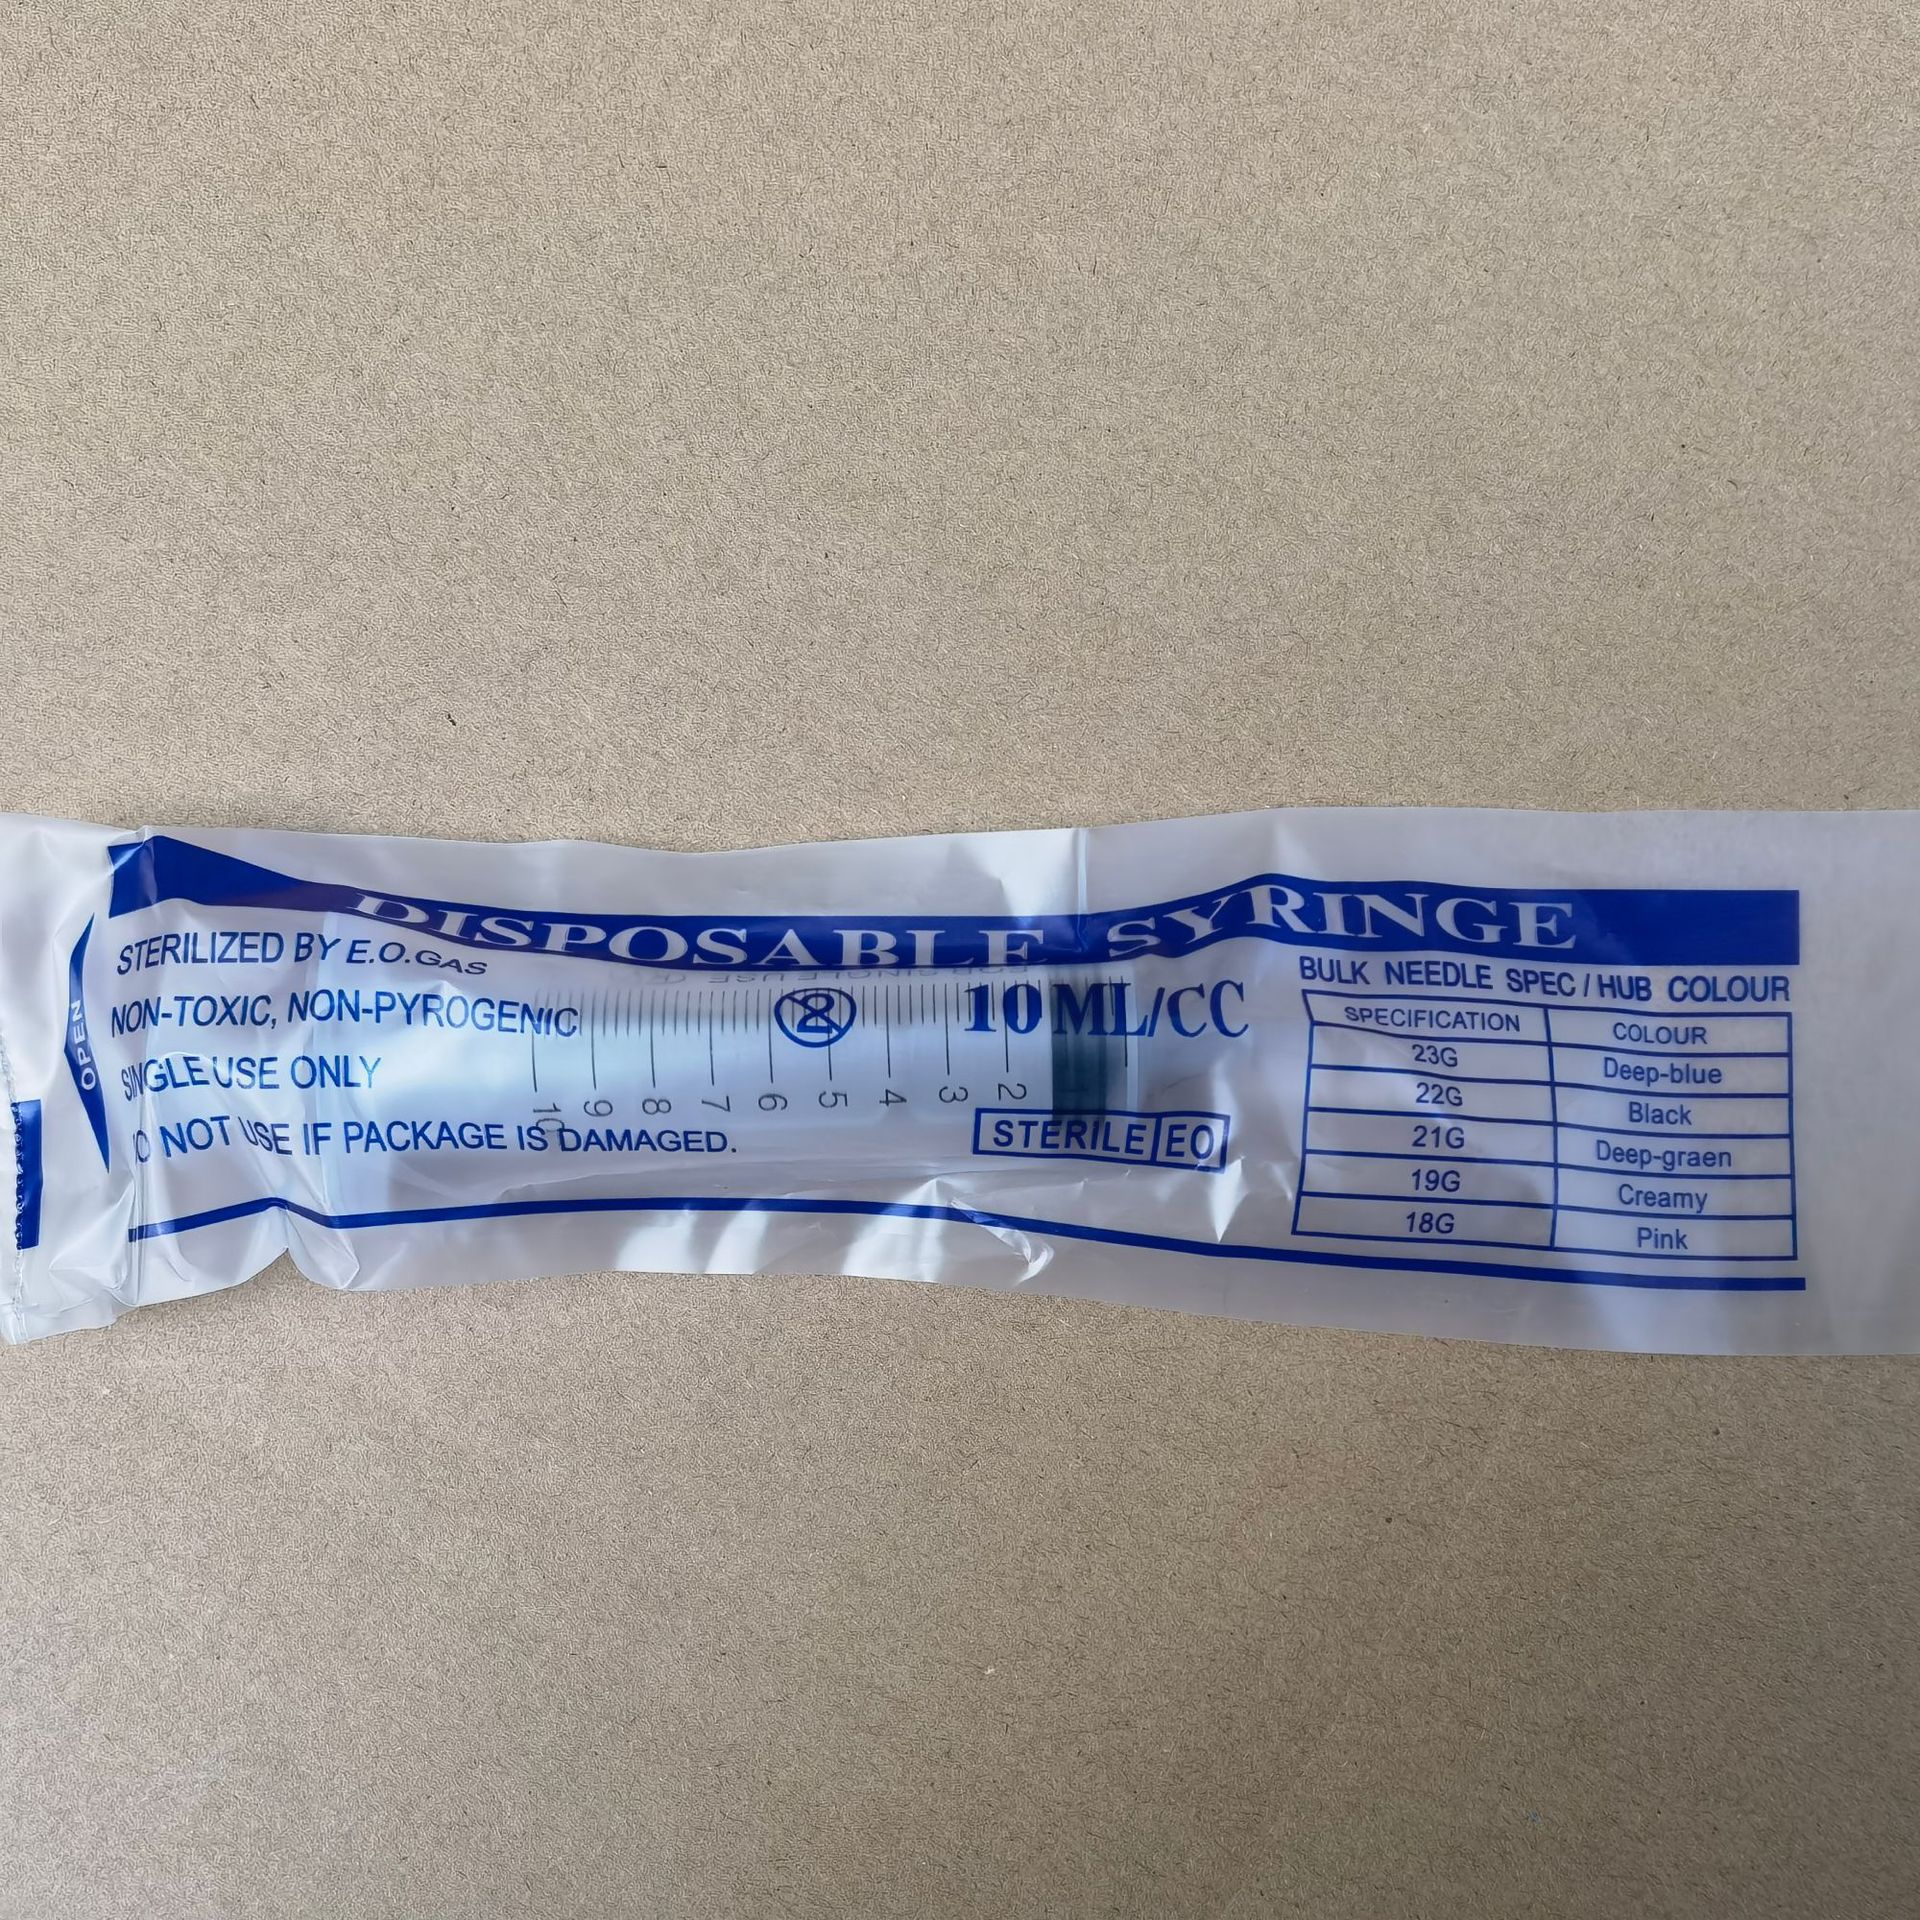 DISPOSABLE SYRINGE
OPEN
STERILIZED BY E.O.GAS
NON-TOXIC, NON-PYROGENIC
SINGLE USE ONLY
DO NOT USE IF PACKAGE IS DAMAGED.
2
10ML/CC
10 9 8 7 6 5 4 3 2
STERILE EO
BULK NEEDLE SPEC / HUB COLOUR
SPECIFICATION COLOUR
23G Deep-blue
22G Black
21G Deep-graen
19G Creamy
18G Pink